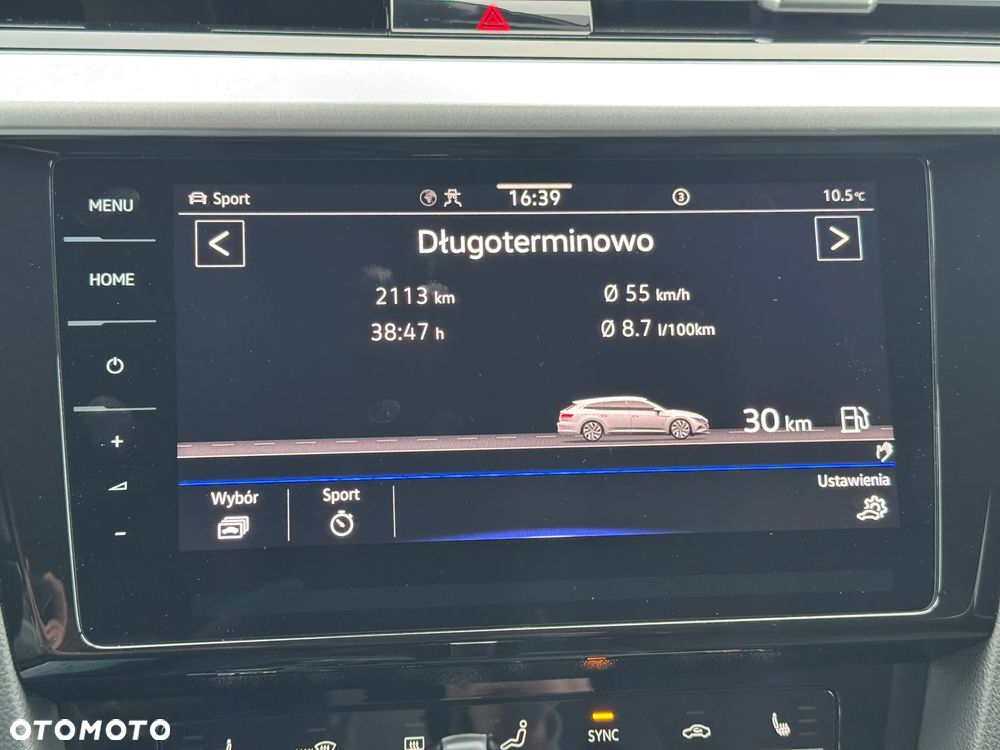 MENU
HOME
+
-
Sport
16:39
3
10.5°C
<
Długoterminowo
>
2113 km
Ø 55 km/h
38:47 h
Ø 8.7 l/100km
30 km
Wybór
Sport
Ustawienia
SYNC
OTOMOTO